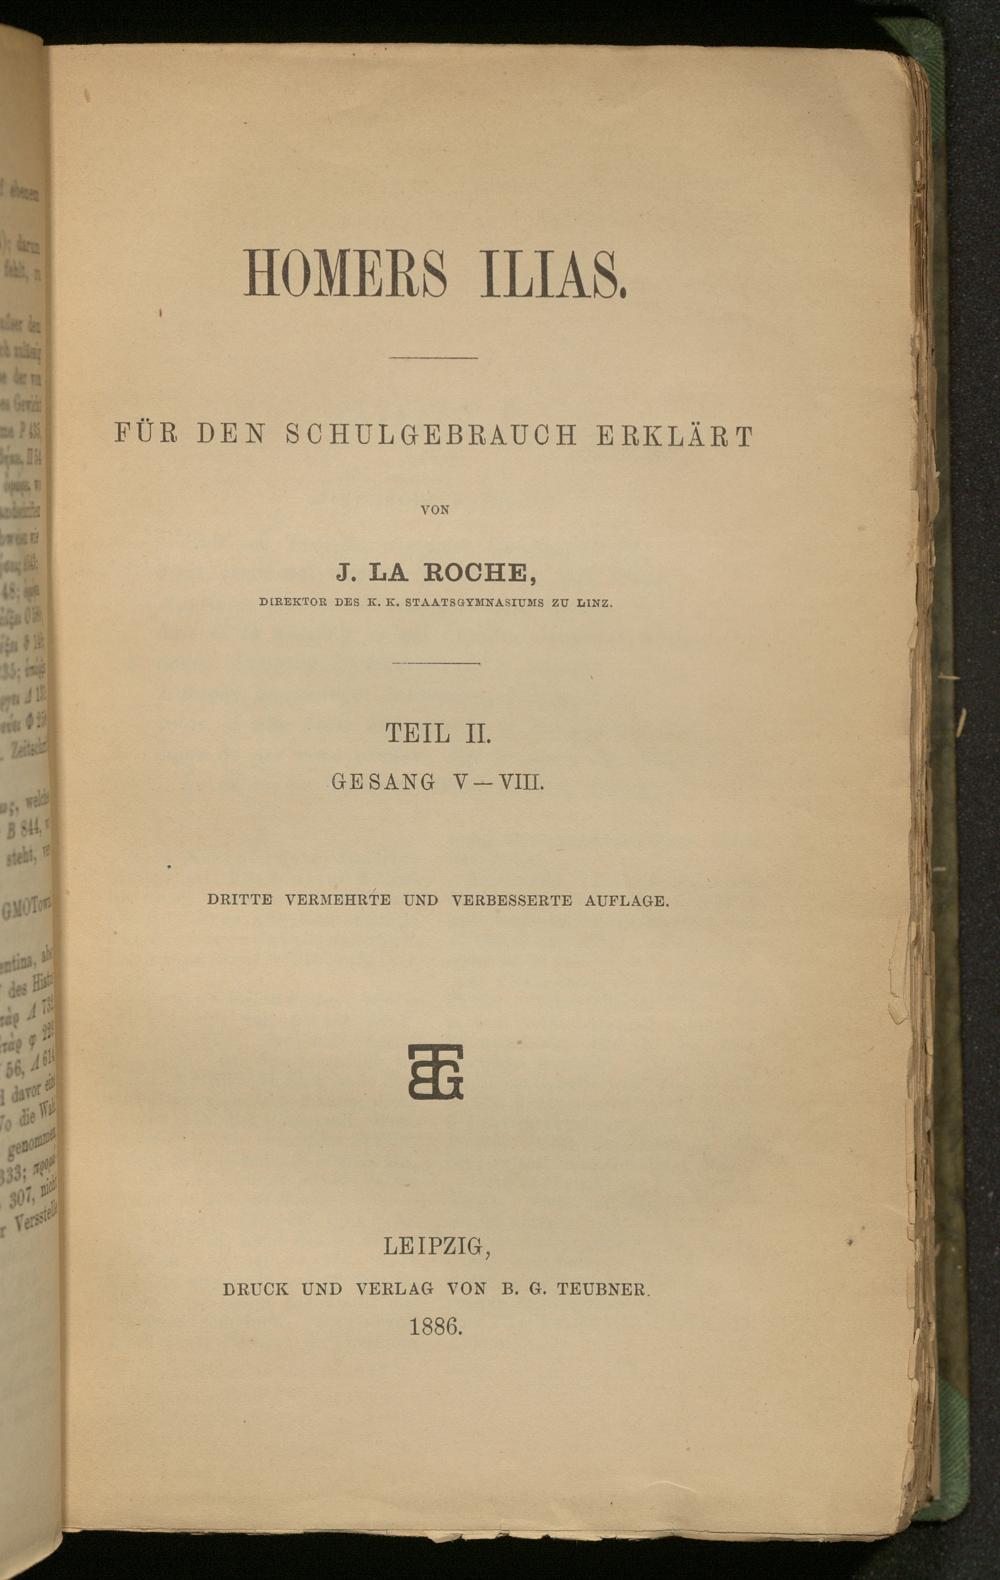 HOMERS ILIAS.
FÜR DEN SCHULGEBRAUCH ERKLÄRT
VON
J. LA ROCHE,
DIREKTOR DES K. K. STAATSGYMNASIUMS ZU LINZ.
TEIL II.
GESANG V—VIII.
DRITTE VERMEHRTE UND VERBESSERTE AUFLAGE.
BTG
LEIPZIG,
DRUCK UND VERLAG VON B. G. TEUBNER.
1886.